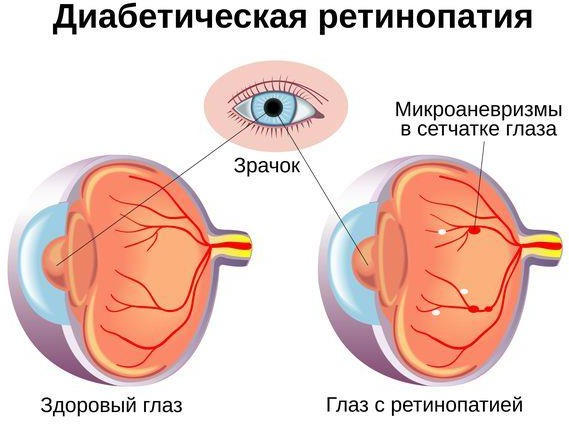 Диабетическая ретинопатия
Микроаневризмы
в сетчатке глаза
Зрачок
Здоровый глаз
Глаз с ретинопатией